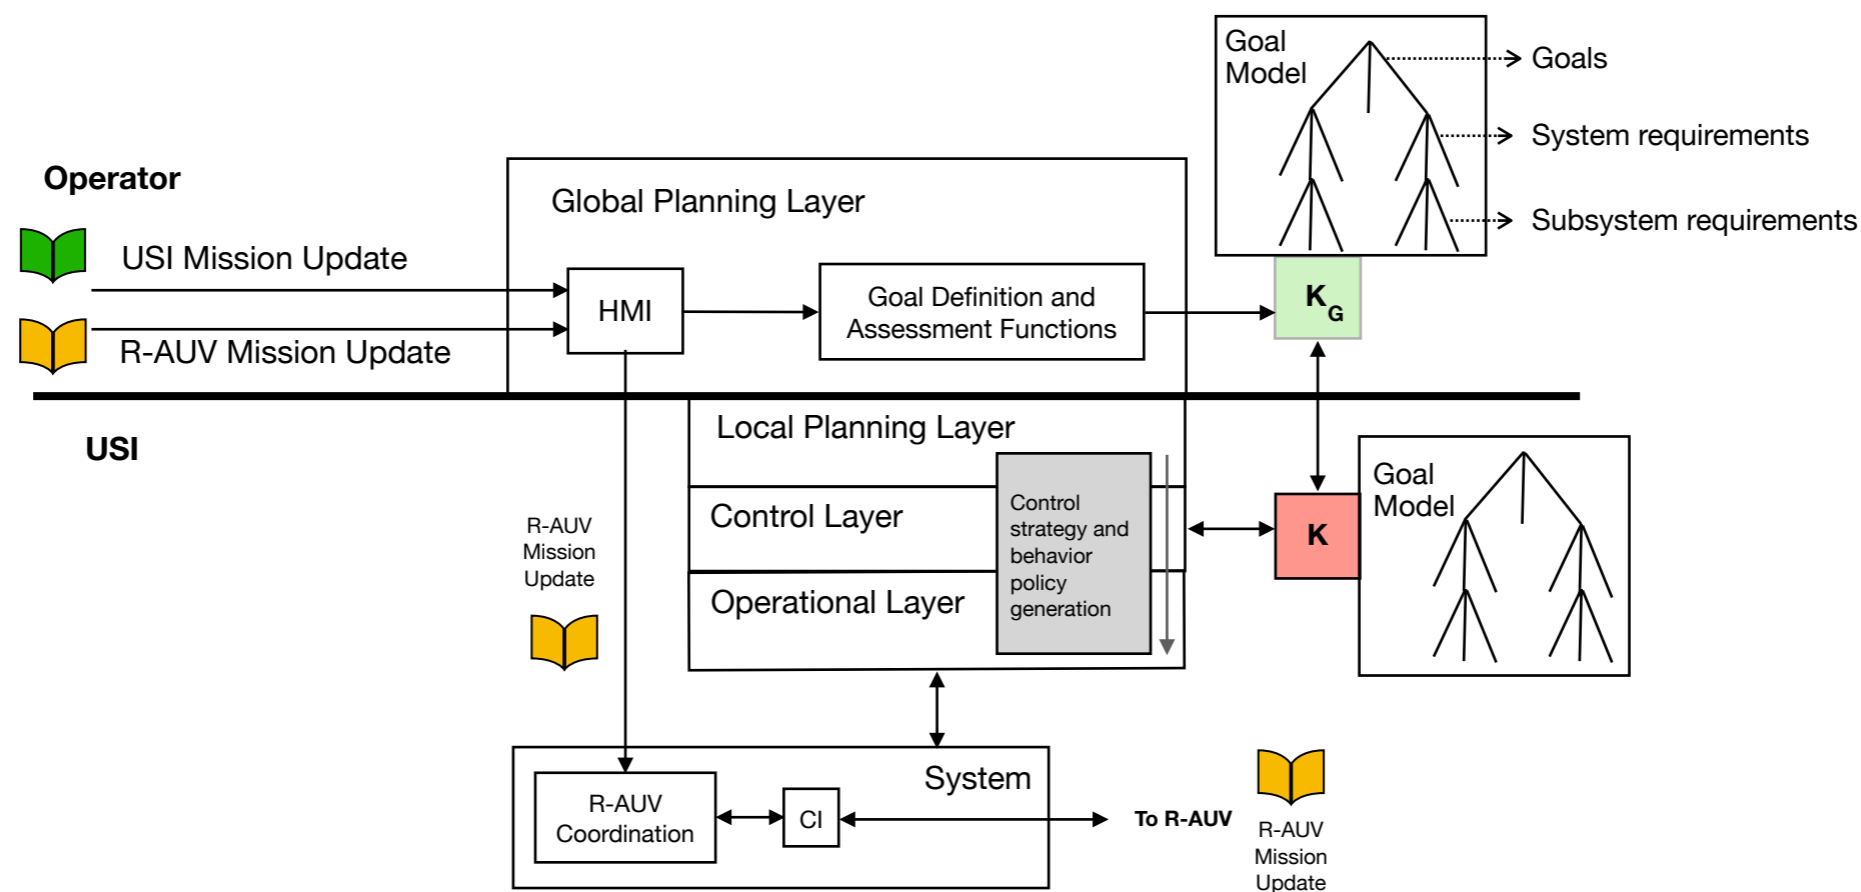 Goal
Model
Goals
System requirements
Subsystem requirements
Operator
Global Planning Layer
USI Mission Update
HMI
Goal Definition and
Assessment Functions
K
G
R-AUV Mission Update
USI
Local Planning Layer
Control Layer
Operational Layer
Control
strategy and
behavior
policy
generation
K
Goal
Model
R-AUV
Mission
Update
System
R-AUV
Coordination
CI
To R-AUV
R-AUV
Mission
Update